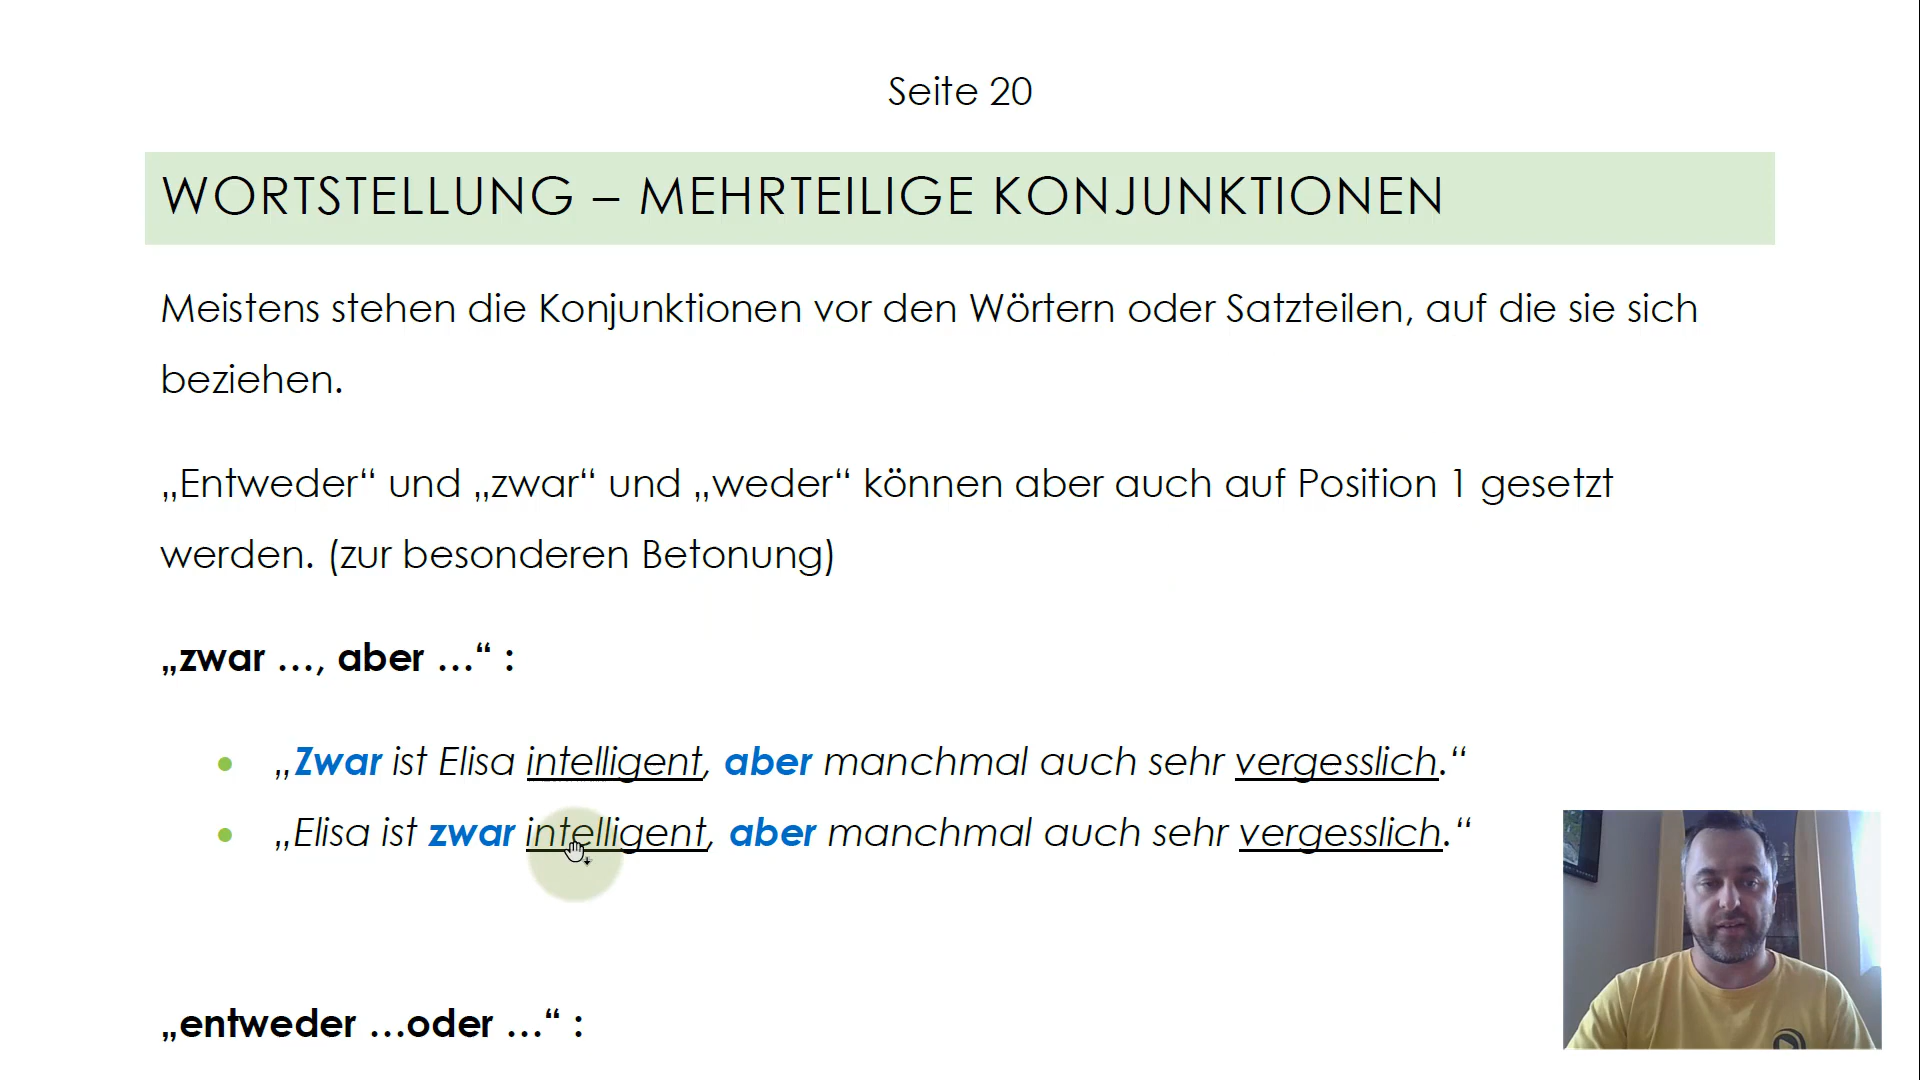 Seite 20
WORTSTELLUNG – MEHRTEILIGE KONJUNKTIONEN
Meistens stehen die Konjunktionen vor den Wörtern oder Satzteilen, auf die sie sich
beziehen.
„Entweder“ und „zwar“ und „weder“ können aber auch auf Position 1 gesetzt
werden. (zur besonderen Betonung)
„zwar …, aber …“ :
• „Zwar ist Elisa intelligent, aber manchmal auch sehr vergesslich.“
• „Elisa ist zwar intelligent, aber manchmal auch sehr vergesslich.“
„entweder …oder …“ :